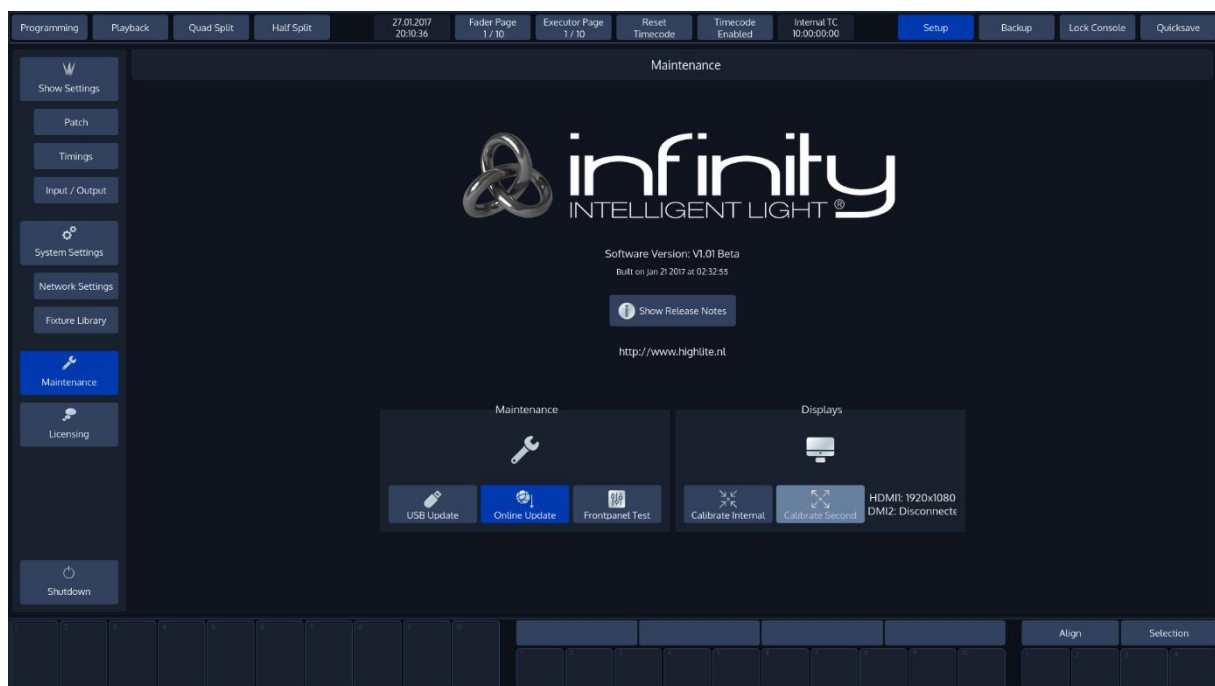 Programming
Playback
Quad Split
Half Split
27.01.2017
20:10:36
Fader Page
1 / 10
Executor Page
1 / 10
Reset
Timecode
Timecode
Enabled
Internal TC
10:00:00:00
Setup
Backup
Lock Console
Quicksave
Maintenance
Show Settings
Patch
Timings
Input / Output
System Settings
Network Settings
Fixture Library
Maintenance
Licensing
Shutdown
infinity
INTELLIGENT LIGHT ®
Software Version: V1.01 Beta
Built on Jan 21 2017 at 02:32:55
Show Release Notes
http://www.highlite.nl
Maintenance
USB Update
Online Update
Frontpanel Test
Displays
Calibrate Internal
Calibrate Second
HDMI1: 1920x1080
DMI2: Disconnecte
Align
Selection